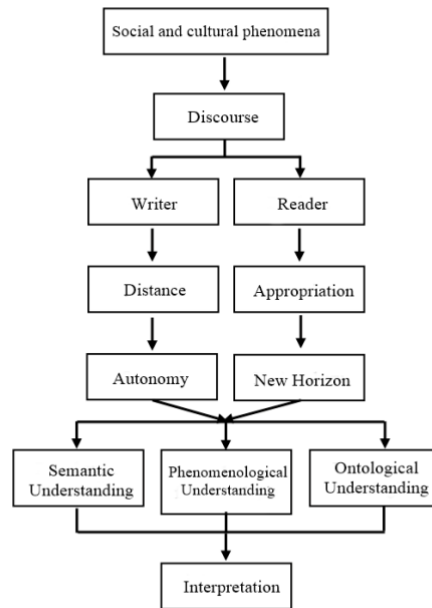 Social and cultural phenomena
Discourse
Writer
Reader
Distance
Appropriation
Autonomy
New Horizon
Semantic
Understanding
Phenomenological
Understanding
Ontological
Understanding
Interpretation